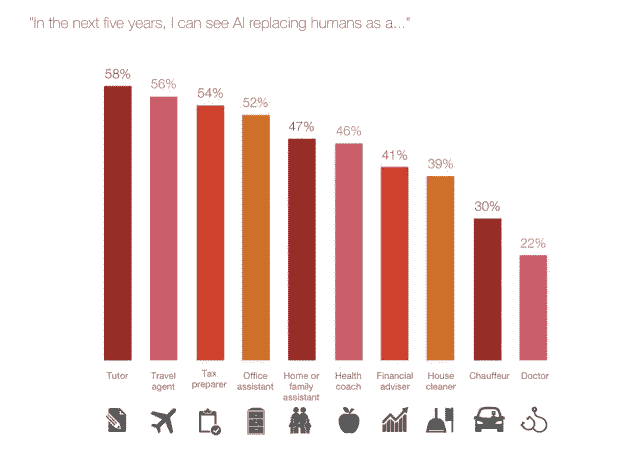 "In the next five years, I can see AI replacing humans as a..."
58%
56%
54%
52%
47%
46%
41%
39%
30%
22%
Tutor
Travel
agent
Tax
preparer
Office
assistant
Home or
family
assistant
Health
coach
Financial
adviser
House
cleaner
Chauffeur
Doctor